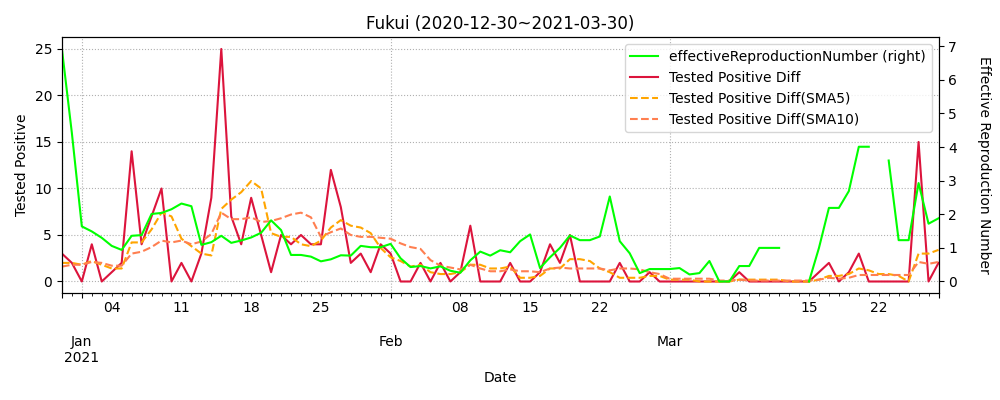 Fukui (2020-12-30~2021-03-30)
effectiveReproductionNumber (right)
Tested Positive Diff
Tested Positive Diff(SMA5)
Tested Positive Diff(SMA10)
Tested Positive
25
20
15
10
5
0
Effective Reproduction Number
7
6
5
4
3
2
1
0
04 11 18 25 08 15 22 08 15 22
Jan Feb Mar
2021
Date